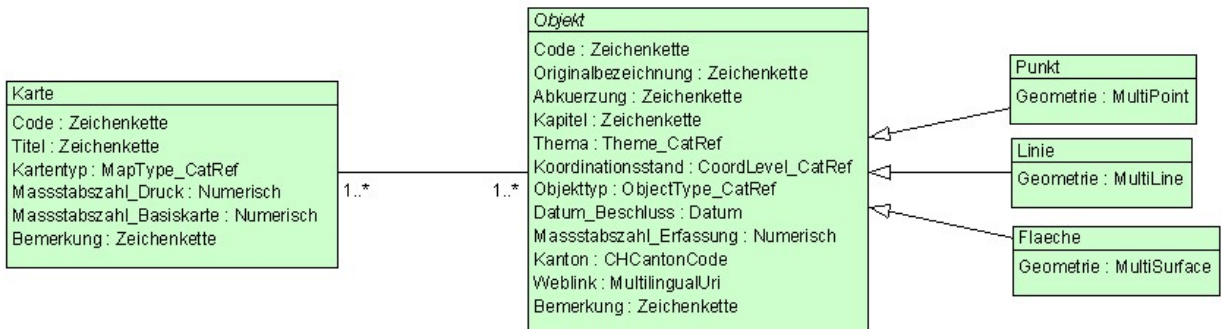 Karte
Code : Zeichenkette
Titel : Zeichenkette
Kartentyp : MapType_CatRef
Massstabszahl_Druck : Numerisch
Massstabszahl_Basiskarte : Numerisch
Bemerkung : Zeichenkette
1..*
1..*
Objekt
Code : Zeichenkette
Originalbezeichnung : Zeichenkette
Abkuerzung : Zeichenkette
Kapitel : Zeichenkette
Thema : Theme_CatRef
Koordinationsstand : CoordLevel_CatRef
Objekttyp : ObjectType_CatRef
Datum_Beschluss : Datum
Massstabszahl_Erfassung : Numerisch
Kanton : CHCantonCode
Weblink : MultilingualUri
Bemerkung : Zeichenkette
Punkt
Geometrie : MultiPoint
Linie
Geometrie : MultiLine
Flaeche
Geometrie : MultiSurface